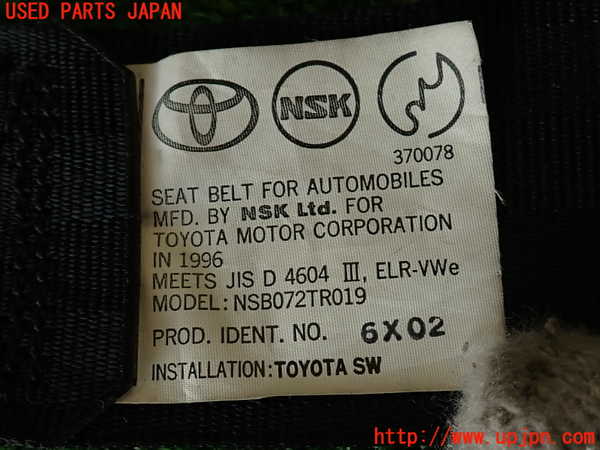 USED PARTS JAPAN
NSK
370078
SEAT BELT FOR AUTOMOBILES
MFD. BY NSK Ltd. FOR
TOYOTA MOTOR CORPORATION
IN 1996
MEETS JIS D 4604 III, ELR-VWe
MODEL: NSB072TR019
PROD. IDENT. NO. 6X02
INSTALLATION: TOYOTA SW
http://www.upjpn.com/